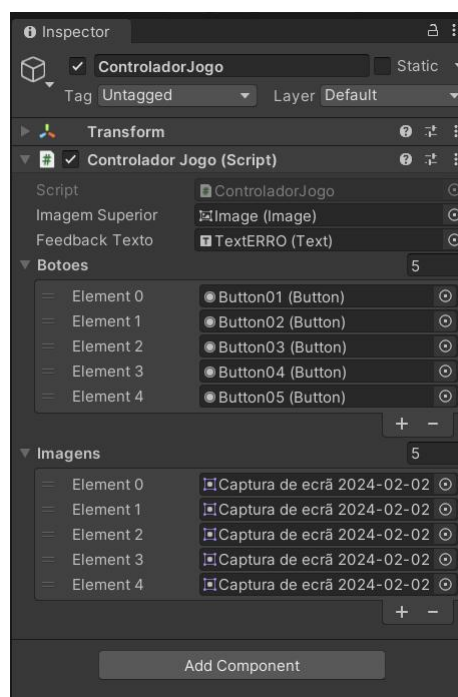 Inspector
ControladorJogo Static
Tag Untagged Layer Default
Transform
# Controlador Jogo (Script)
Script ControladorJogo
Imagem Superior Image (Image)
Feedback Texto TextERRO (Text)
Botoes 5
Element 0 Button01 (Button)
Element 1 Button02 (Button)
Element 2 Button03 (Button)
Element 3 Button04 (Button)
Element 4 Button05 (Button)
+ −
Imagens 5
Element 0 Captura de ecrã 2024-02-02
Element 1 Captura de ecrã 2024-02-02
Element 2 Captura de ecrã 2024-02-02
Element 3 Captura de ecrã 2024-02-02
Element 4 Captura de ecrã 2024-02-02
+ −
Add Component